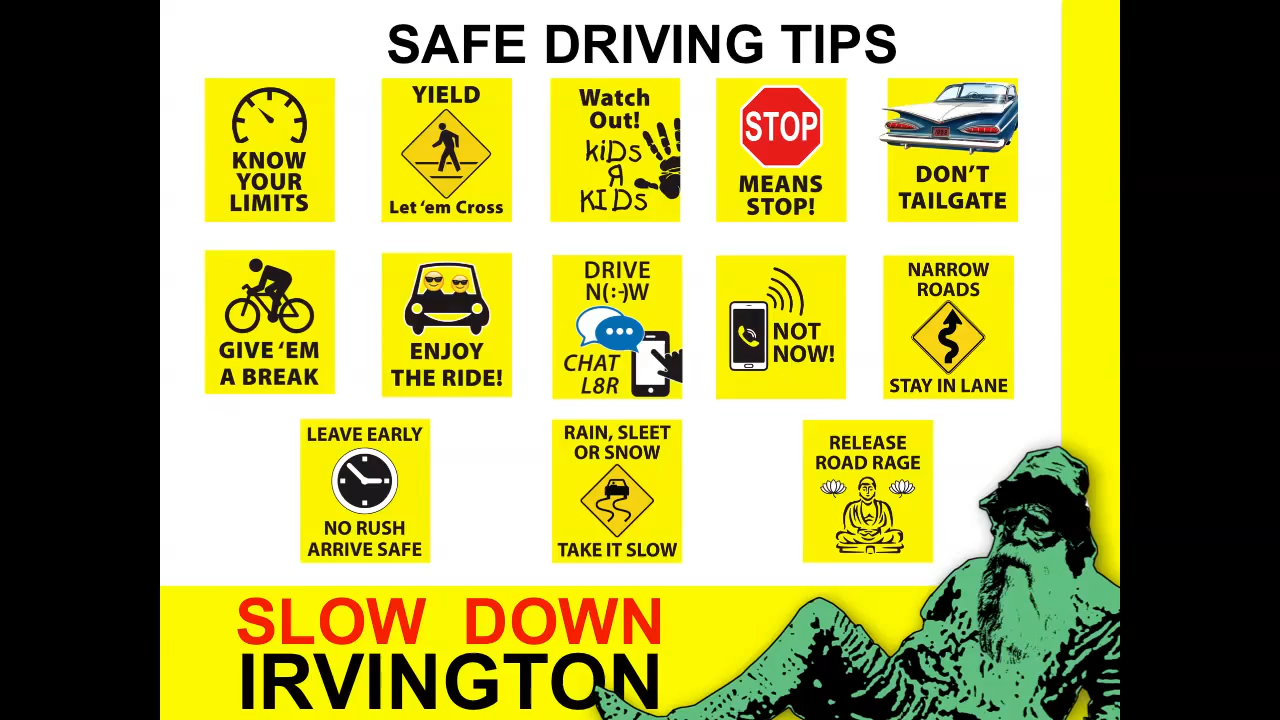 SAFE DRIVING TIPS
KNOW
YOUR
LIMITS
YIELD
Let ‘em Cross
Watch
Out!
kiDs
Я
KIDs
STOP
MEANS
STOP!
DON’T
TAILGATE
GIVE ‘EM
A BREAK
ENJOY
THE RIDE!
DRIVE
N(:-)W
CHAT
L8R
NOT
NOW!
NARROW
ROADS
STAY IN LANE
LEAVE EARLY
NO RUSH
ARRIVE SAFE
RAIN, SLEET
OR SNOW
TAKE IT SLOW
RELEASE
ROAD RAGE
SLOW DOWN
IRVINGTON